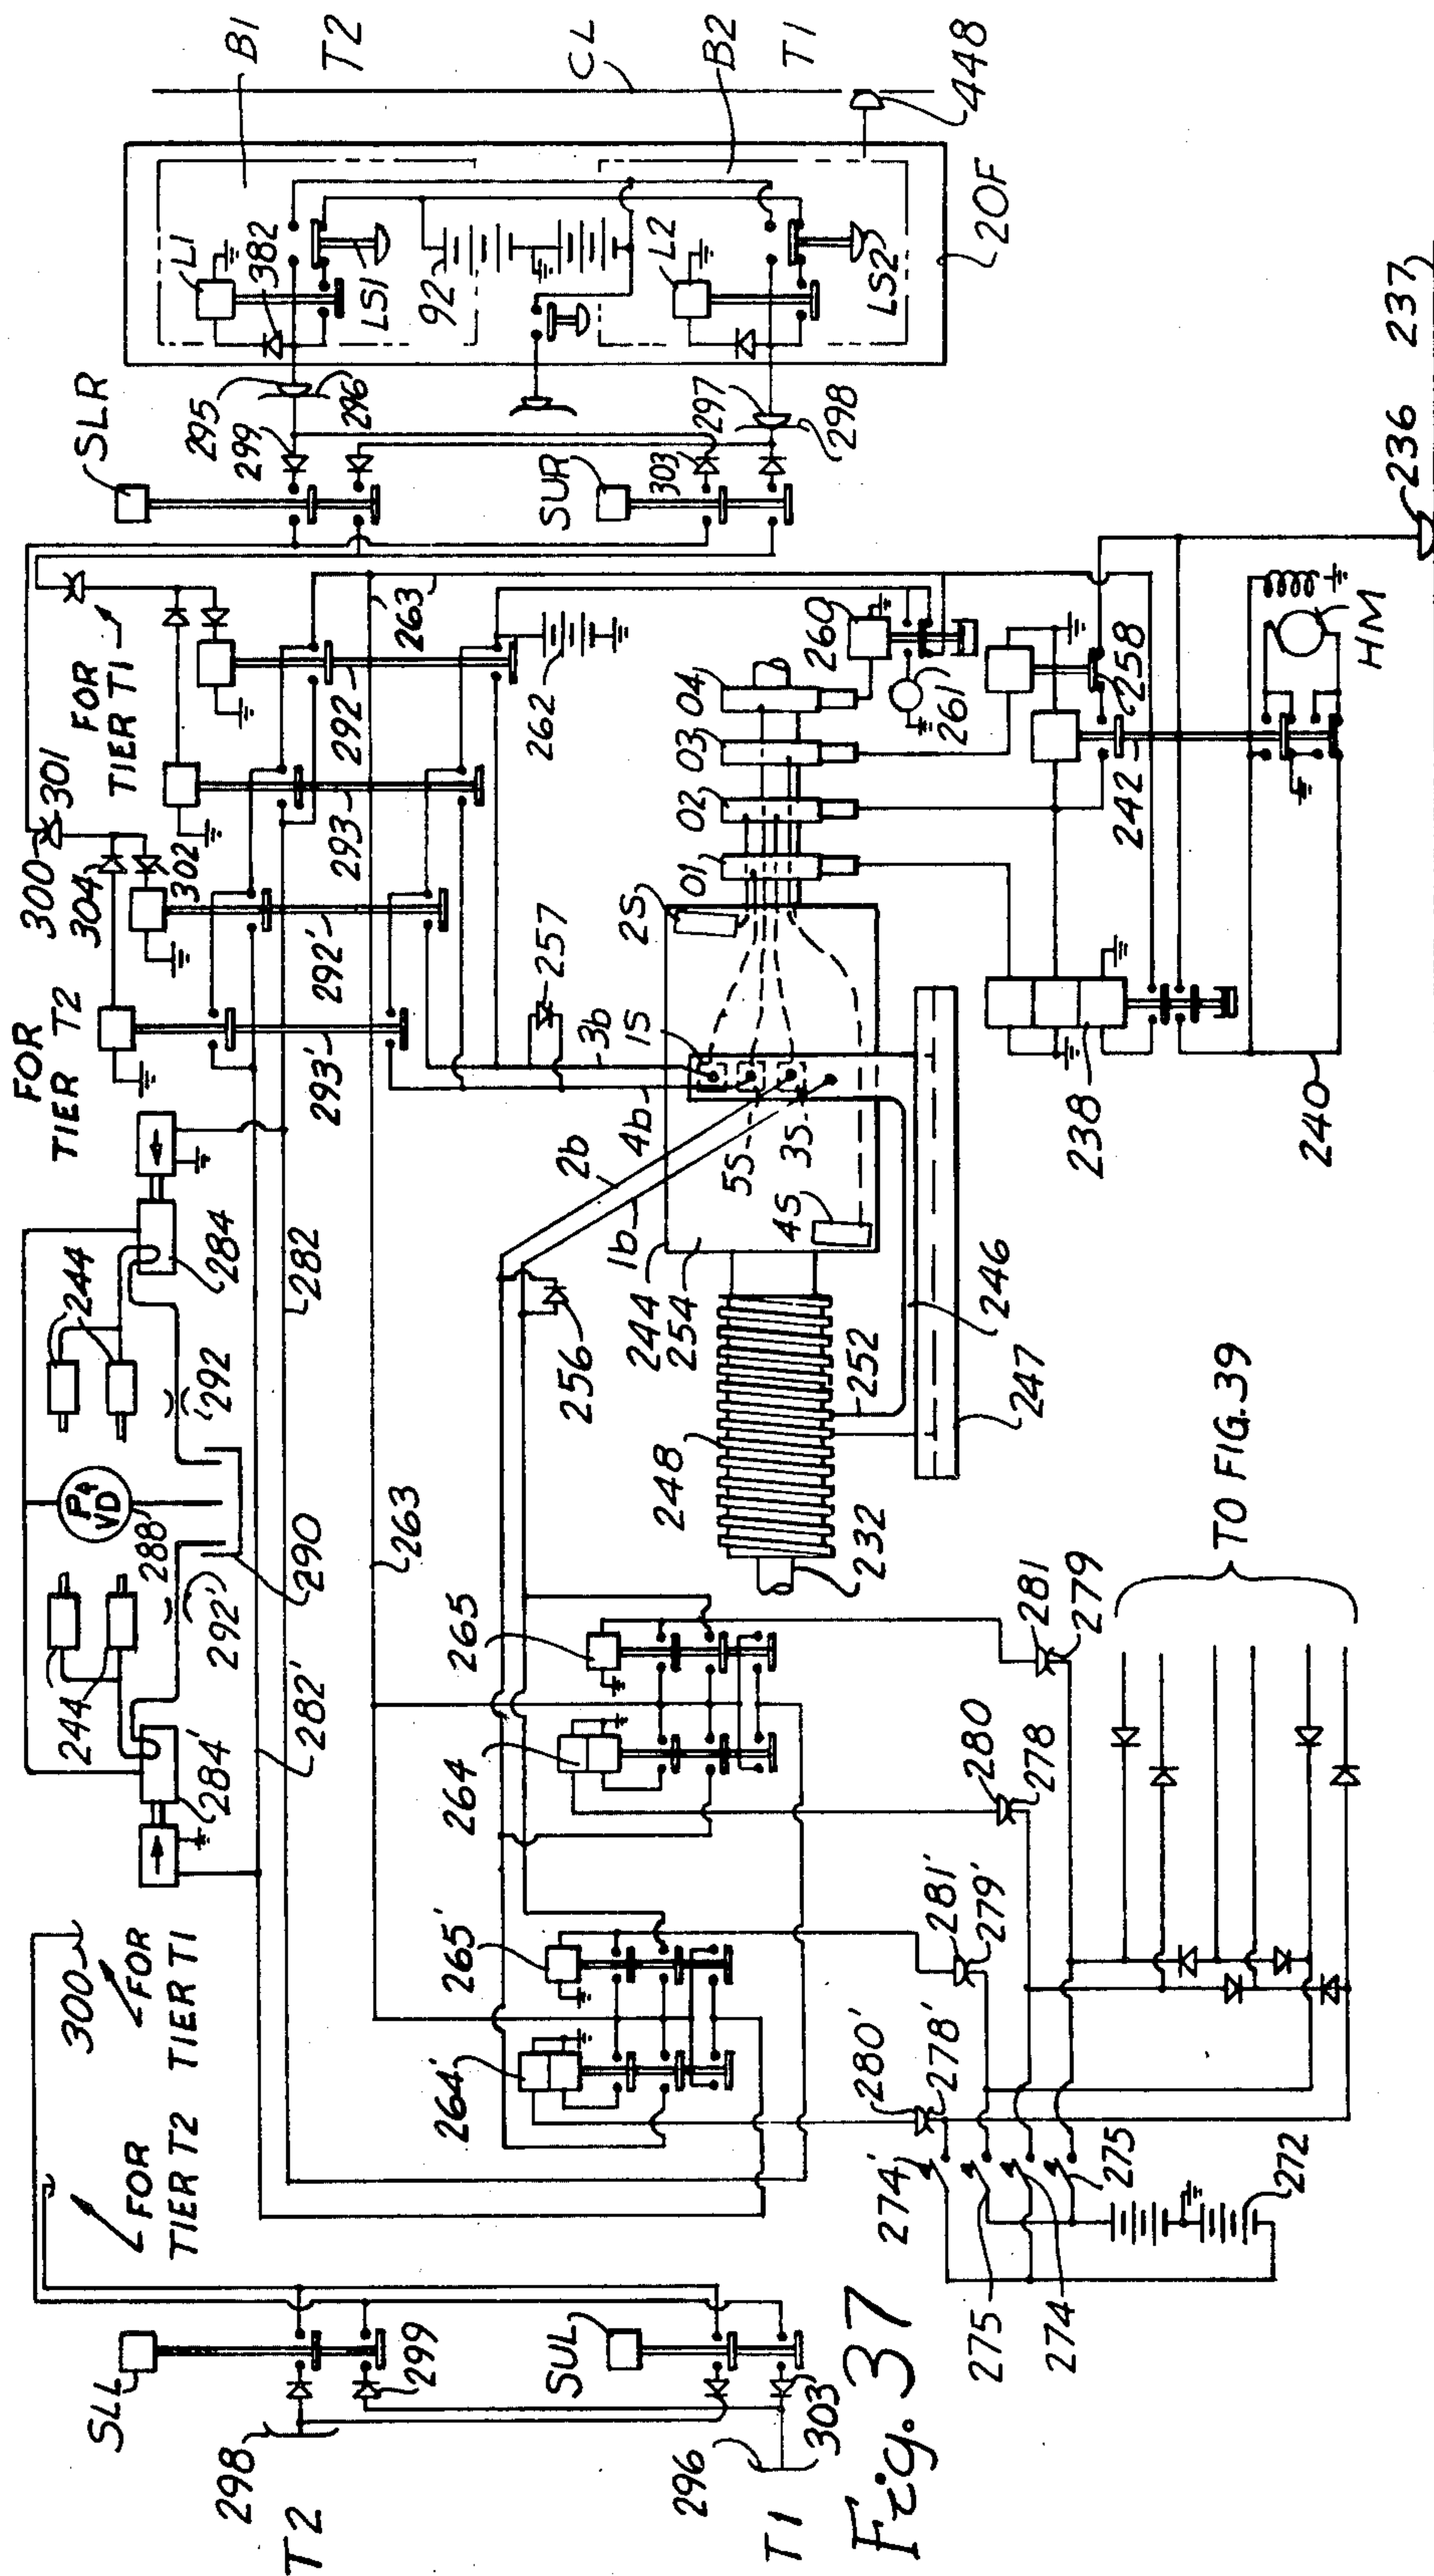 B1
T2
CL
B2
T1
448
L1
382
LS1
92
L2
LS2
20F
SLR
295
299
296
297
298
SUR
303
236
237
FOR
TIER T1
263
292
262
260
261
258
242
HM
300
301
304
302
293
292'
293'
FOR
TIER T2
04
03
02
01
2S
257
1S
3b
4b
5S
3S
2b
1b
4S
238
240
244
284
282
292
256
244
254
246
247
252
248
232
P4
VD
288
290
292'
263
244
284'
282'
265
264
265'
264'
281
279
280
278
281'
279'
280'
278'
TO FIG. 39
300
FOR
TIER T1
FOR
TIER T2
274'
275
272
275
274
SLL
299
SUL
298
T2
296
303
T1
Fig. 37